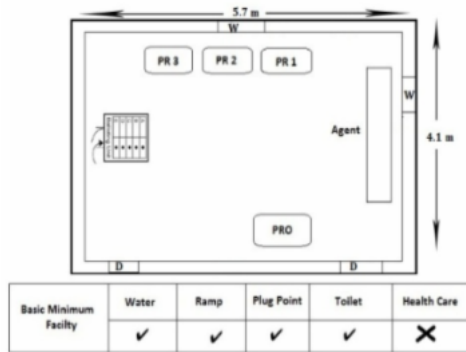 5.7 m
W
PR 3 PR 2 PR 1
W
Agent
4.1 m
PRO
D D
Basic Minimum Facilty Water Ramp Plug Point Toilet Health Care
✓ ✓ ✓ ✓ ✗